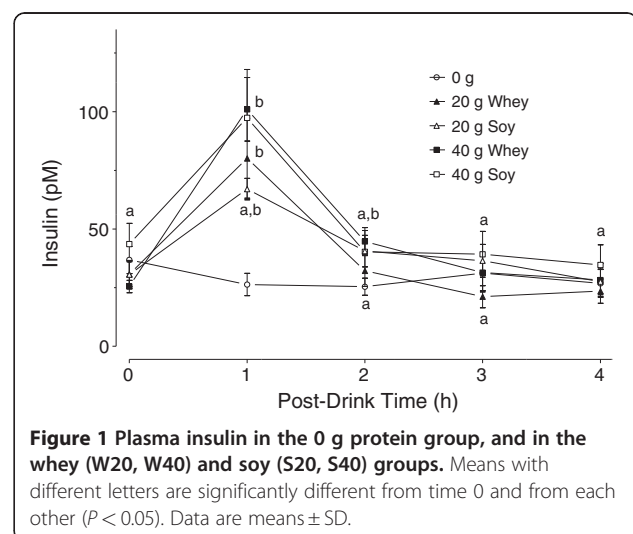 100
50
0
Insulin (pM)
0 g
20 g Whey
20 g Soy
40 g Whey
40 g Soy
a
b
b
a,b
a,b
a
a
a
a
0 1 2 3 4
Post-Drink Time (h)
Figure 1 Plasma insulin in the 0 g protein group, and in the
whey (W20, W40) and soy (S20, S40) groups. Means with
different letters are significantly different from time 0 and from each
other (P < 0.05). Data are means ± SD.